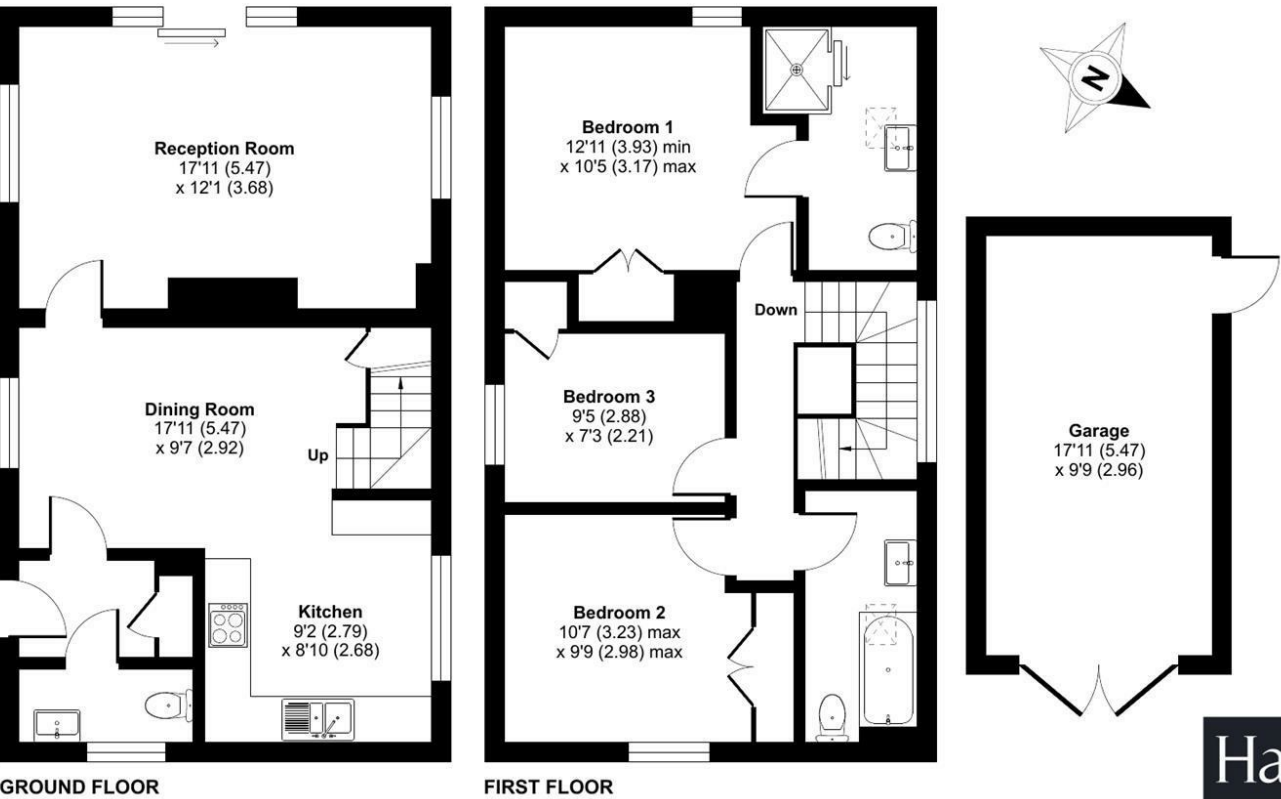 Reception Room
17'11 (5.47)
x 12'1 (3.68)
Dining Room
17'11 (5.47)
x 9'7 (2.92)
Up
Kitchen
9'2 (2.79)
x 8'10 (2.68)
GROUND FLOOR
Bedroom 1
12'11 (3.93) min
x 10'5 (3.17) max
Down
Bedroom 3
9'5 (2.88)
x 7'3 (2.21)
Bedroom 2
10'7 (3.23) max
x 9'9 (2.98) max
FIRST FLOOR
N
Garage
17'11 (5.47)
x 9'9 (2.96)
Ha